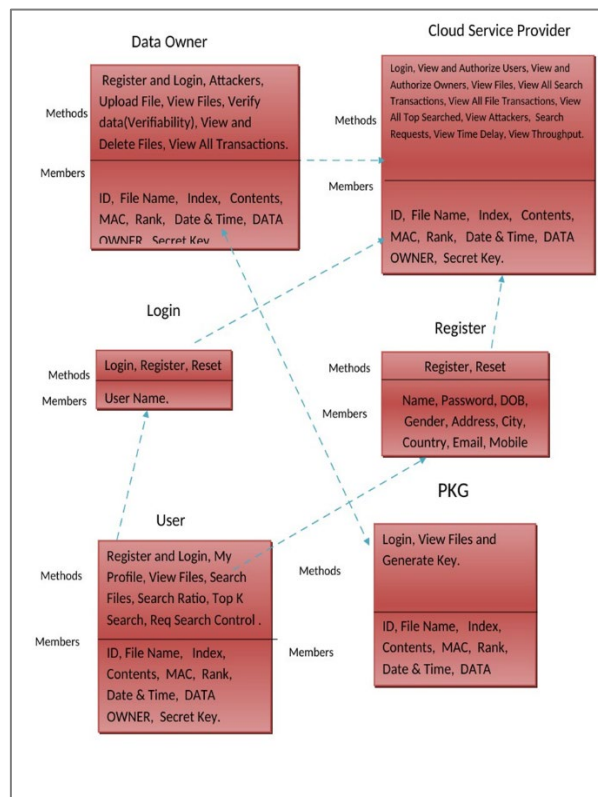 Data Owner
Methods
Register and Login, Attackers,
Upload File, View Files, Verify
data(Verifiability), View and
Delete Files, View All Transactions.
Members
ID, File Name, Index, Contents,
MAC, Rank, Date & Time, DATA
OWNER, Secret Key
Cloud Service Provider
Methods
Login, View and Authorize Users, View and
Authorize Owners, View Files, View All Search
Transactions, View All File Transactions, View
All Top Searched, View Attackers, Search
Requests, View Time Delay, View Throughput.
Members
ID, File Name, Index, Contents,
MAC, Rank, Date & Time, DATA
OWNER, Secret Key.
Login
Methods
Login, Register, Reset
Members
User Name.
Register
Methods
Register, Reset
Members
Name, Password, DOB,
Gender, Address, City,
Country, Email, Mobile
User
Methods
Register and Login, My
Profile, View Files, Search
Files, Search Ratio, Top K
Search, Req Search Control .
Members
ID, File Name, Index,
Contents, MAC, Rank,
Date & Time, DATA
OWNER, Secret Key.
PKG
Methods
Login, View Files and
Generate Key.
Members
ID, File Name, Index,
Contents, MAC, Rank,
Date & Time, DATA